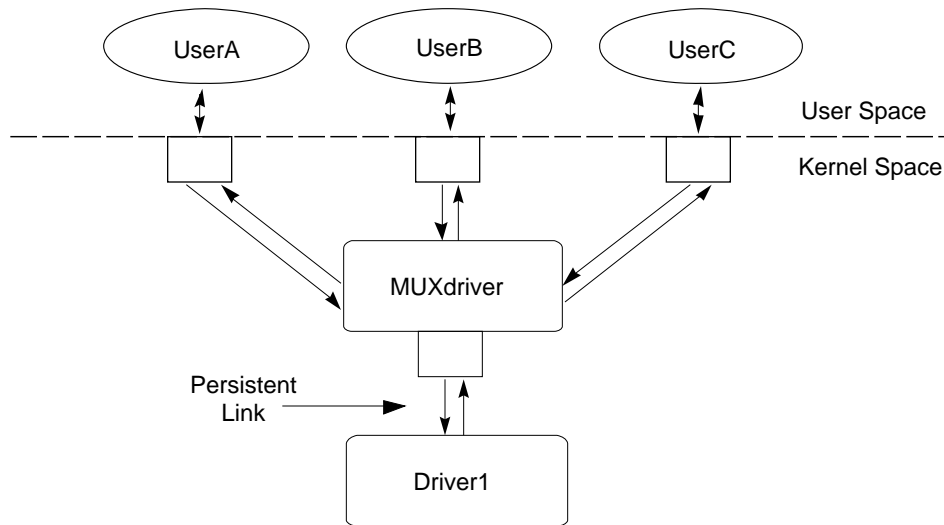 UserA
UserB
UserC
User Space
Kernel Space
MUXdriver
Persistent
Link
Driver1